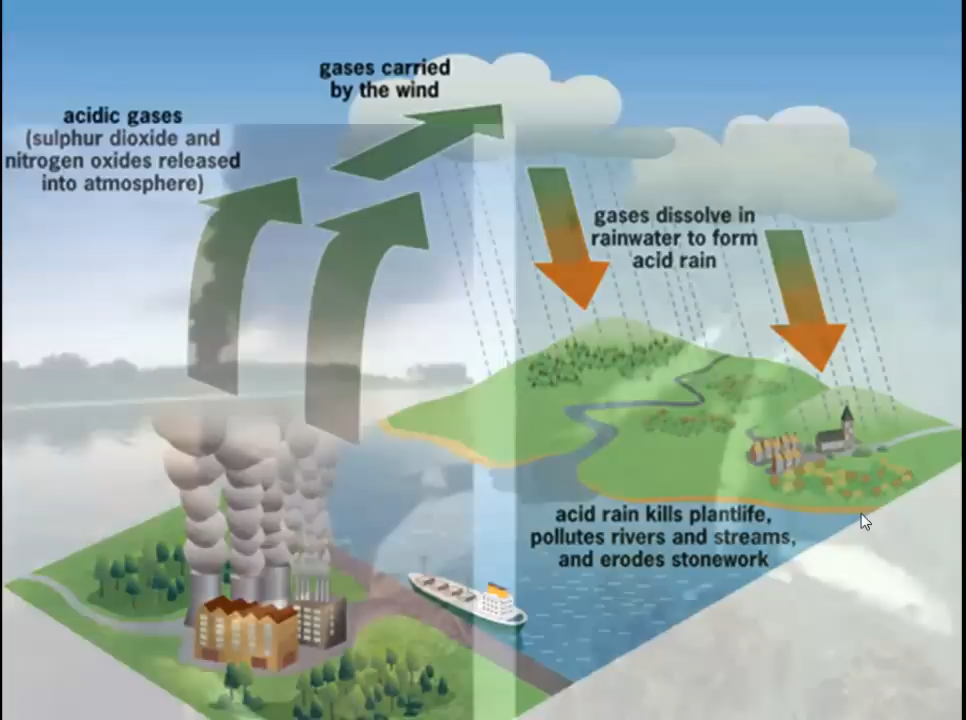 gases carried
by the wind
acidic gases
(sulphur dioxide and
nitrogen oxides released
into atmosphere)
gases dissolve in
rainwater to form
acid rain
acid rain kills plantlife,
pollutes rivers and streams,
and erodes stonework